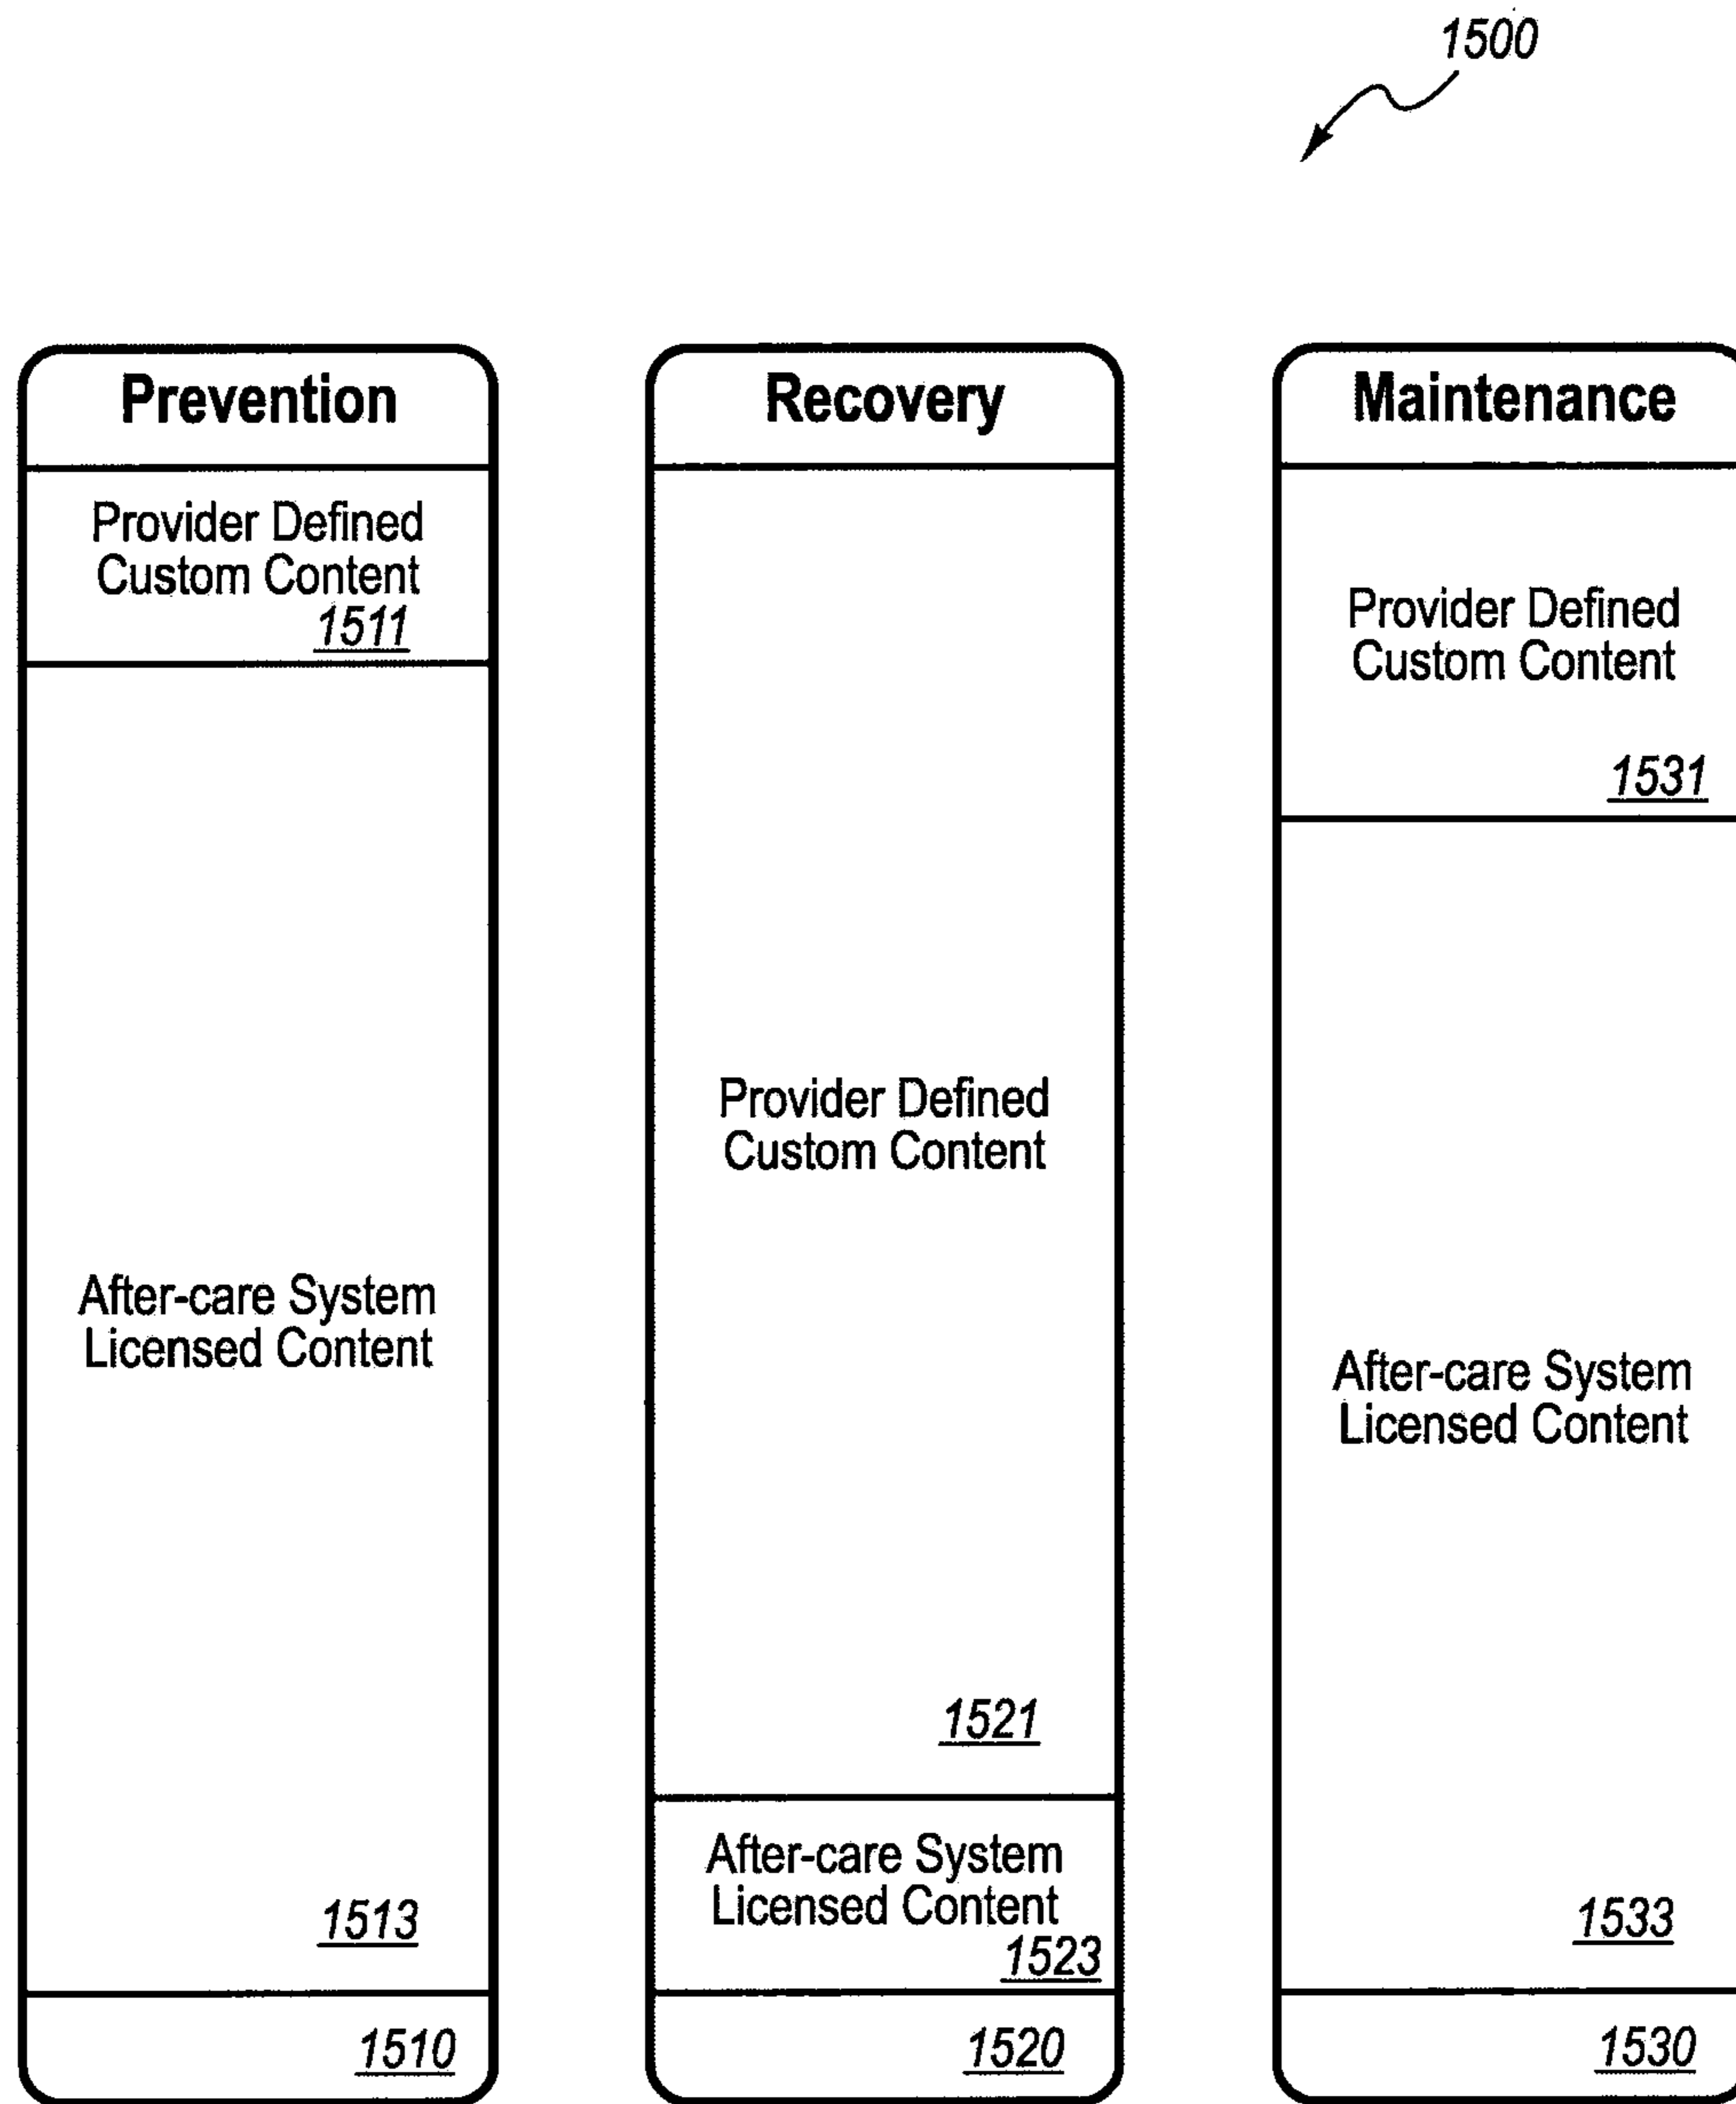 1500
Prevention
Provider Defined
Custom Content
1511
After-care System
Licensed Content
1513
1510
Recovery
Provider Defined
Custom Content
1521
After-care System
Licensed Content
1523
1520
Maintenance
Provider Defined
Custom Content
1531
After-care System
Licensed Content
1533
1530